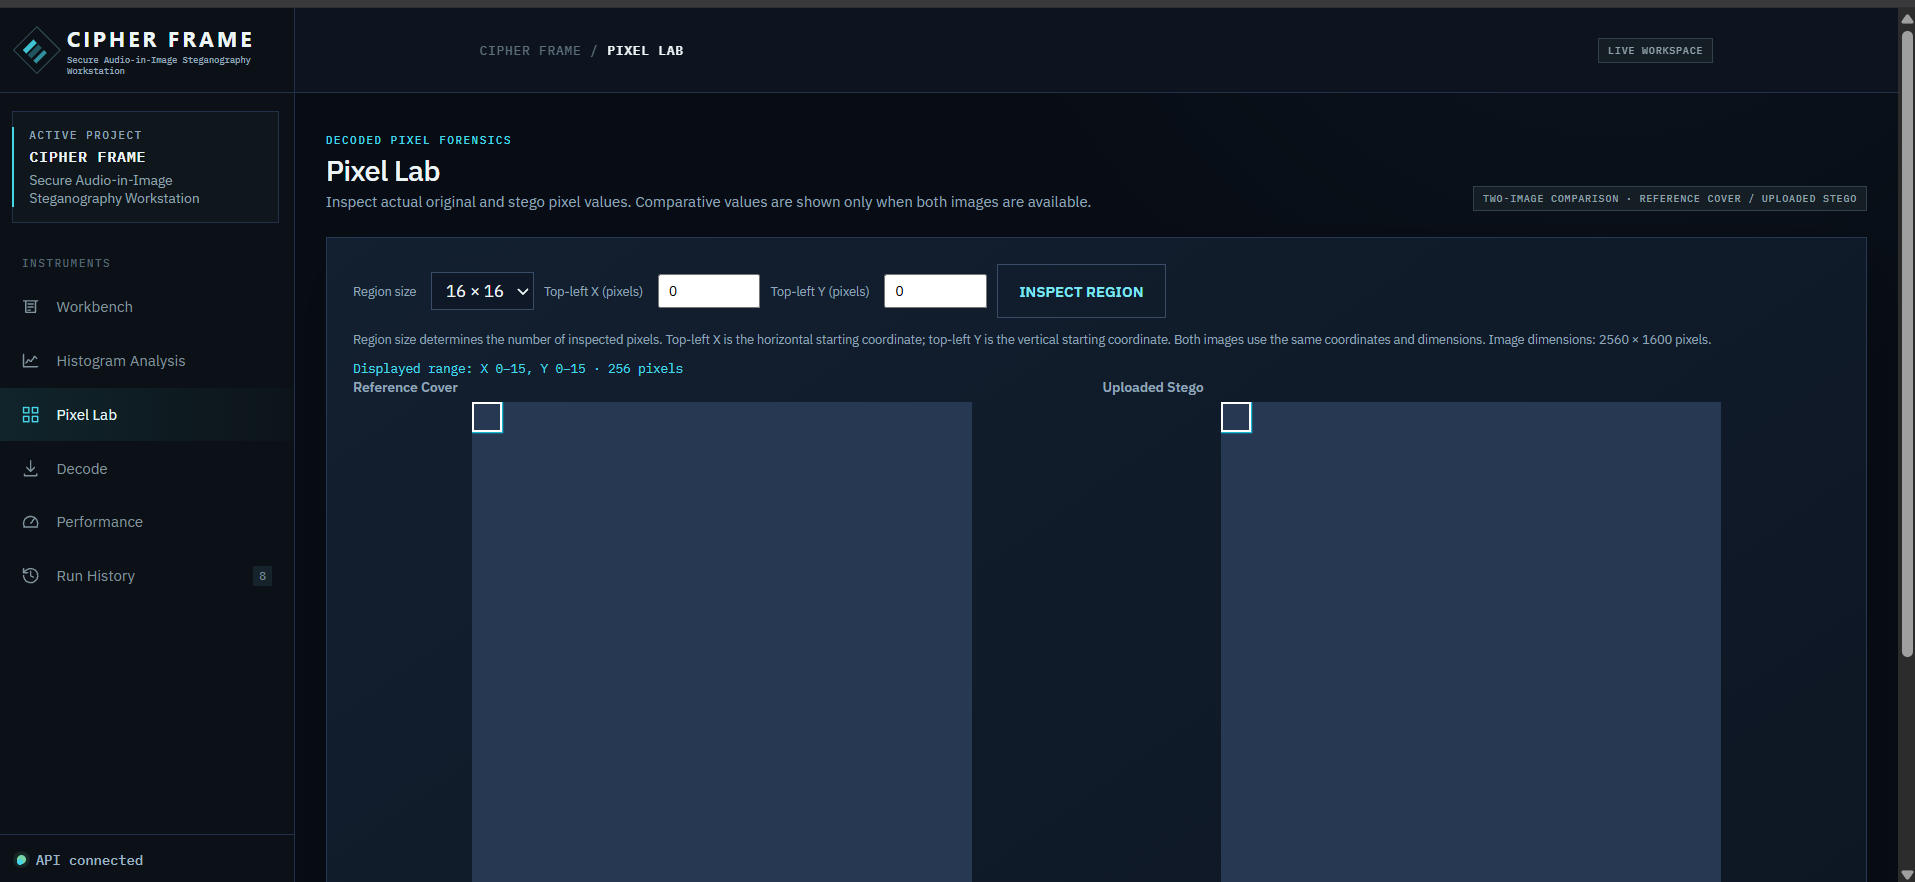 CIPHER FRAME
Secure Audio-in-Image Steganography
Workstation
CIPHER FRAME / PIXEL LAB
LIVE WORKSPACE
ACTIVE PROJECT
CIPHER FRAME
Secure Audio-in-Image
Steganography Workstation
INSTRUMENTS
Workbench
Histogram Analysis
Pixel Lab
Decode
Performance
Run History 8
API connected
DECODED PIXEL FORENSICS
Pixel Lab
Inspect actual original and stego pixel values. Comparative values are shown only when both images are available.
TWO-IMAGE COMPARISON · REFERENCE COVER / UPLOADED STEGO
Region size 16 × 16 Top-left X (pixels) 0 Top-left Y (pixels) 0 INSPECT REGION
Region size determines the number of inspected pixels. Top-left X is the horizontal starting coordinate; top-left Y is the vertical starting coordinate. Both images use the same coordinates and dimensions. Image dimensions: 2560 × 1600 pixels.
Displayed range: X 0–15, Y 0–15 · 256 pixels
Reference Cover
Uploaded Stego